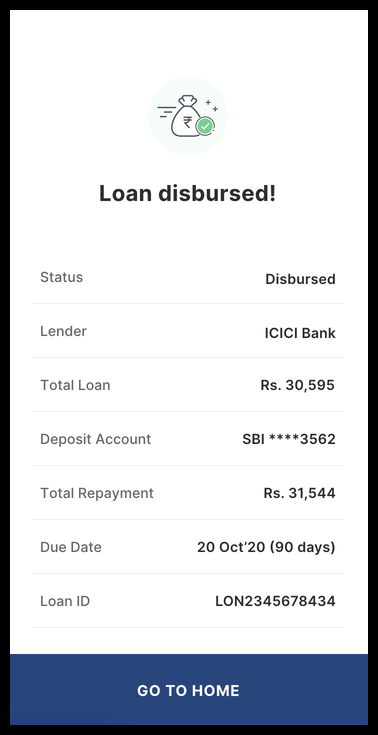 ₹
Loan disbursed!
Status Disbursed
Lender ICICI Bank
Total Loan Rs. 30,595
Deposit Account SBI ****3562
Total Repayment Rs. 31,544
Due Date 20 Oct’20 (90 days)
Loan ID LON2345678434
GO TO HOME